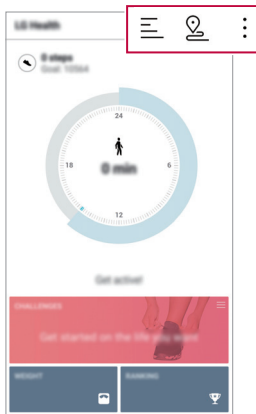 LG Health
0 steps
Goal: 10564
24
18
6
0 min
12
Get active!
CHALLENGES
Get started on the life you want
WEIGHT
RANKING